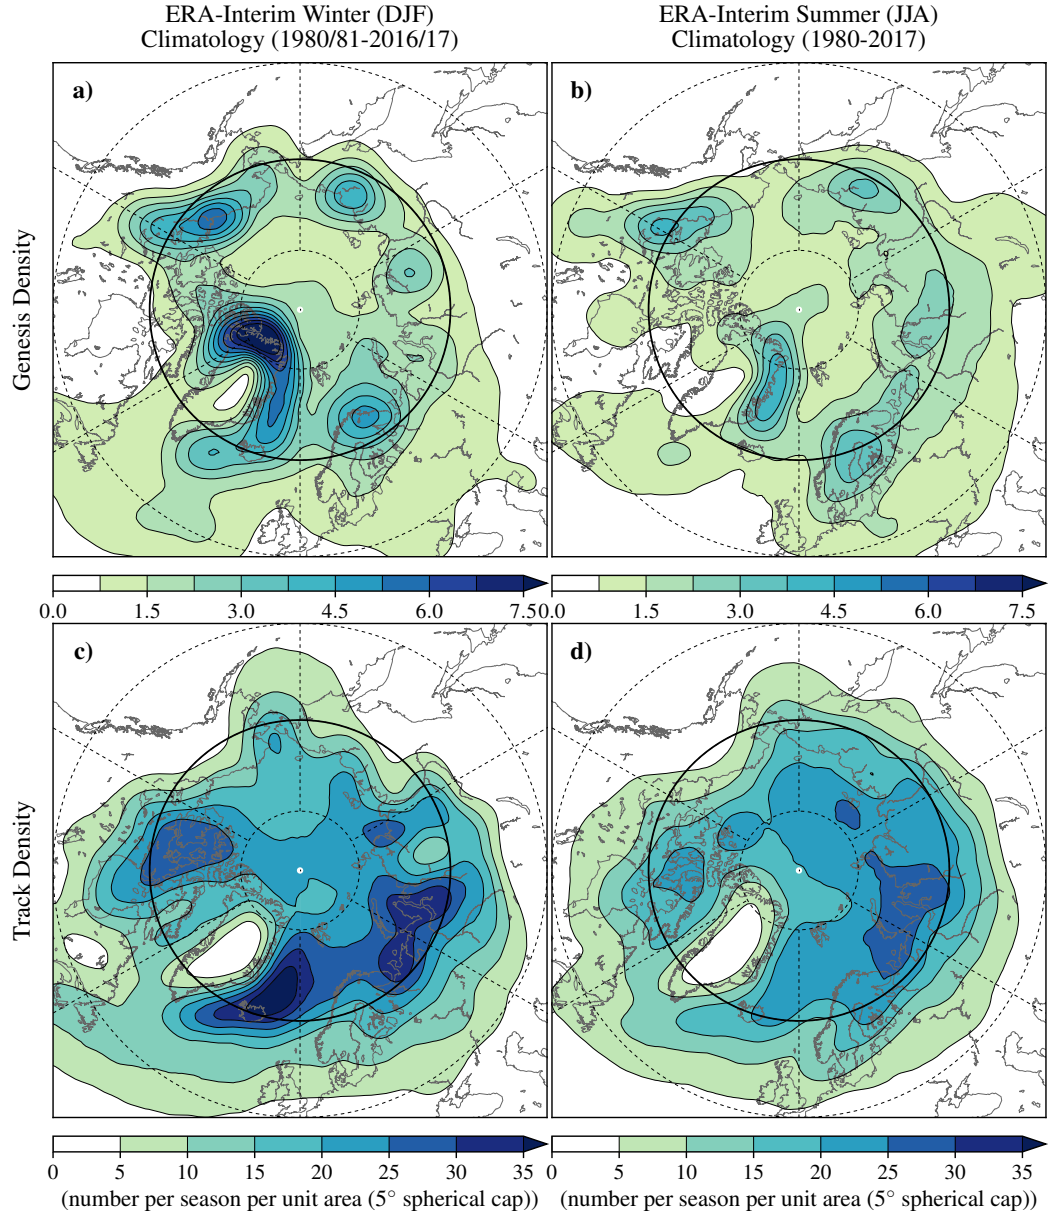 ERA-Interim Winter (DJF)
Climatology (1980/81-2016/17)
ERA-Interim Summer (JJA)
Climatology (1980-2017)
Genesis Density
a)
b)
0.0 1.5 3.0 4.5 6.0 7.5
0.0 1.5 3.0 4.5 6.0 7.5
Track Density
c)
d)
0 5 10 15 20 25 30 35
0 5 10 15 20 25 30 35
(number per season per unit area (5° spherical cap))
(number per season per unit area (5° spherical cap))